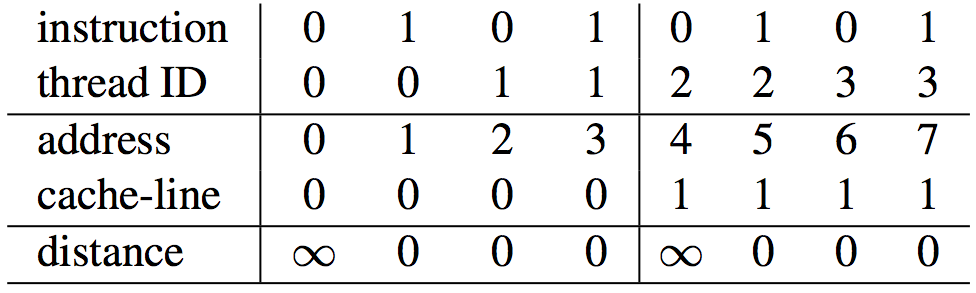 instruction 0 1 0 1 0 1 0 1
thread ID 0 0 1 1 2 2 3 3
address 0 1 2 3 4 5 6 7
cache-line 0 0 0 0 1 1 1 1
distance ∞ 0 0 0 ∞ 0 0 0